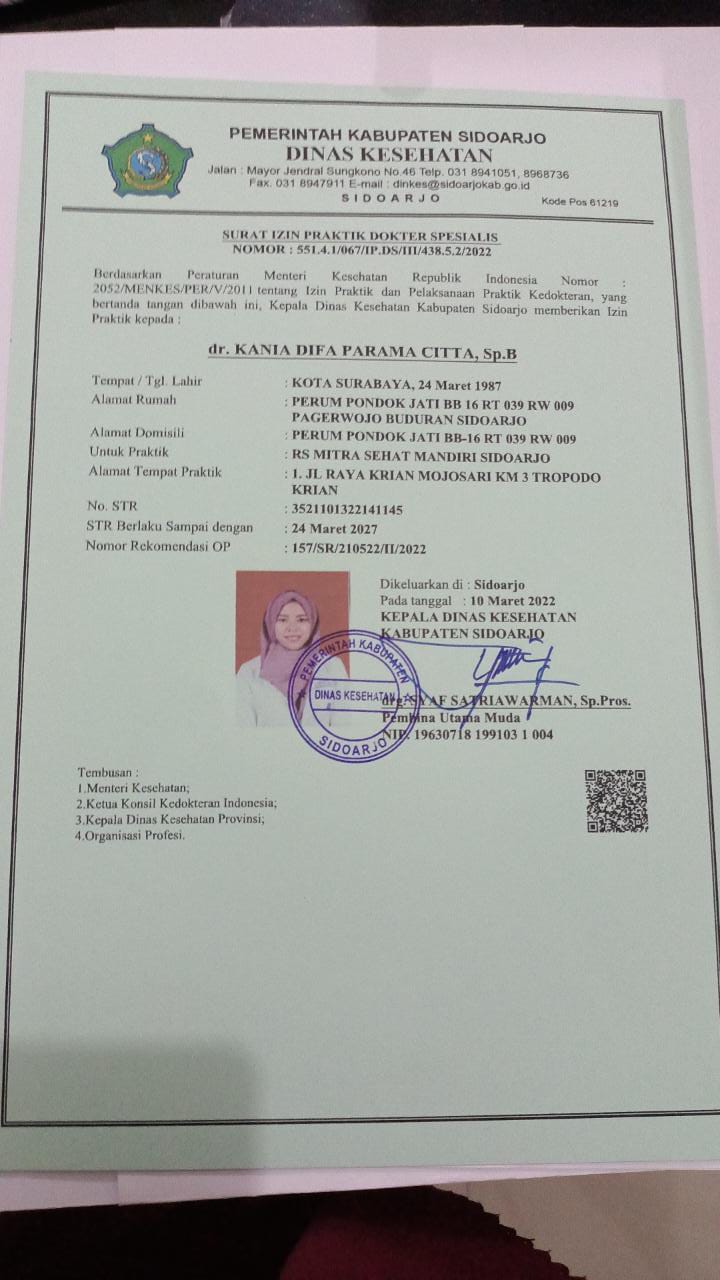 PEMERINTAH KABUPATEN SIDOARJO
DINAS KESEHATAN
Jalan : Mayor Jendral Sungkono No.46 Telp. 031 8941051, 8968736
Fax. 031 8947911 E-mail : dinkes@sidoarjokab.go.id
SIDOARJO
Kode Pos 61219
SURAT IZIN PRAKTIK DOKTER SPESIALIS
NOMOR : 551.4.1/067/IP.DS/III/438.5.2/2022
Berdasarkan Peraturan Menteri Kesehatan Republik Indonesia Nomor :
2052/MENKES/PER/V/2011 tentang Izin Praktik dan Pelaksanaan Praktik Kedokteran, yang
bertanda tangan dibawah ini, Kepala Dinas Kesehatan Kabupaten Sidoarjo memberikan Izin
Praktik kepada :
dr. KANIA DIFA PARAMA CITTA, Sp.B
Tempat / Tgl. Lahir : KOTA SURABAYA, 24 Maret 1987
Alamat Rumah : PERUM PONDOK JATI BB 16 RT 039 RW 009
PAGERWOJO BUDURAN SIDOARJO
Alamat Domisili : PERUM PONDOK JATI BB-16 RT 039 RW 009
Untuk Praktik : RS MITRA SEHAT MANDIRI SIDOARJO
Alamat Tempat Praktik : 1. JL RAYA KRIAN MOJOSARI KM 3 TROPODO
KRIAN
No. STR : 3521101322141145
STR Berlaku Sampai dengan : 24 Maret 2027
Nomor Rekomendasi OP : 157/SR/210522/II/2022
Dikeluarkan di : Sidoarjo
Pada tanggal : 10 Maret 2022
KEPALA DINAS KESEHATAN
KABUPATEN SIDOARJO
PEMERINTAH KABUPATEN
DINAS KESEHATAN
SIDOARJO
drg. SYAF SATRIAWARMAN, Sp.Pros.
Pembina Utama Muda
NIP. 19630718 199103 1 004
Tembusan :
1.Menteri Kesehatan;
2.Ketua Konsil Kedokteran Indonesia;
3.Kepala Dinas Kesehatan Provinsi;
4.Organisasi Profesi.